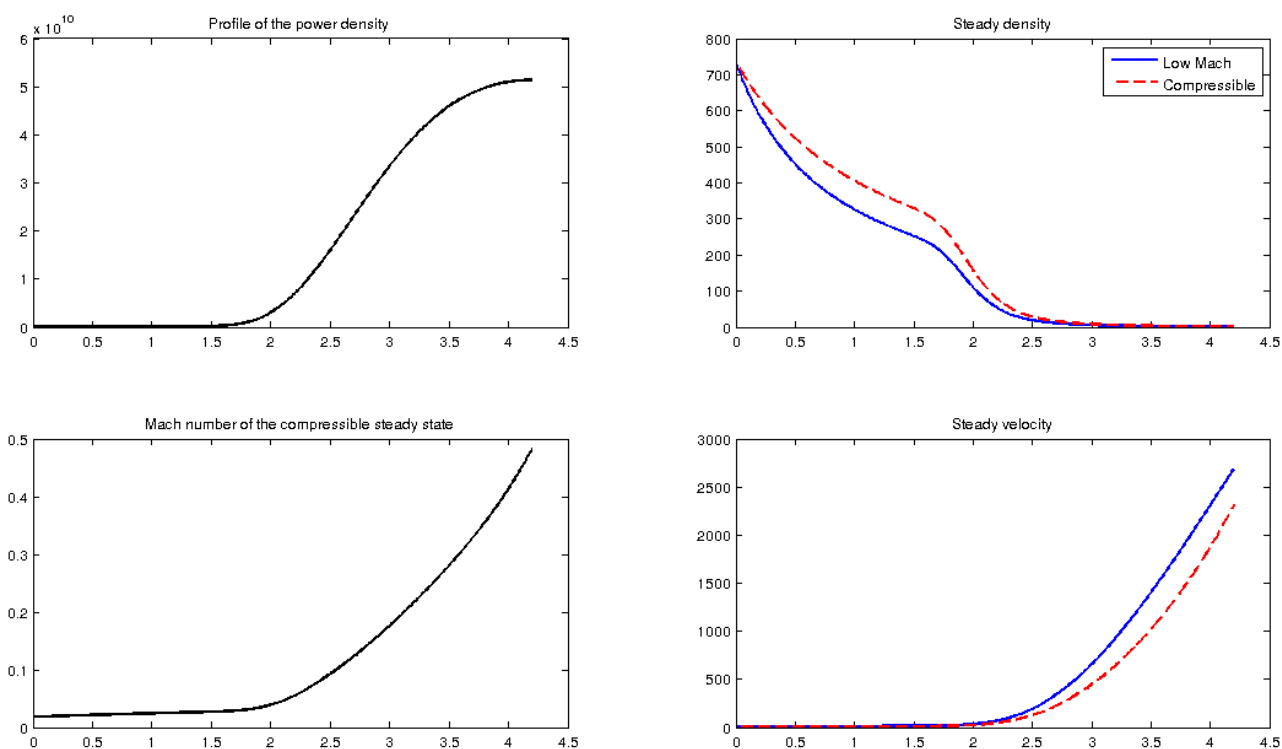 Profile of the power density
x 10^10
6
5
4
3
2
1
0
0 0.5 1 1.5 2 2.5 3 3.5 4 4.5
Steady density
800
700
600
500
400
300
200
100
0
0 0.5 1 1.5 2 2.5 3 3.5 4 4.5
Low Mach
Compressible
Mach number of the compressible steady state
0.5
0.4
0.3
0.2
0.1
0
0 0.5 1 1.5 2 2.5 3 3.5 4 4.5
Steady velocity
3000
2500
2000
1500
1000
500
0
0 0.5 1 1.5 2 2.5 3 3.5 4 4.5